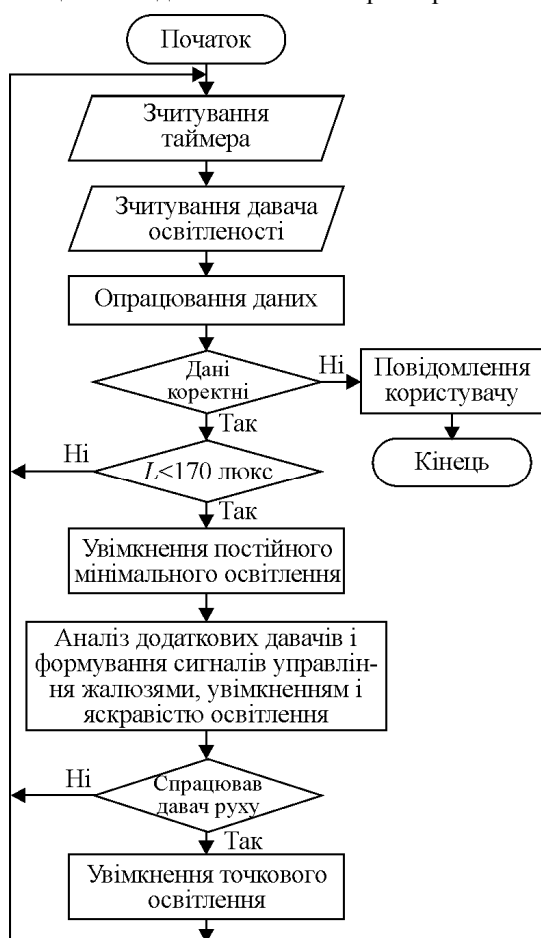 Початок
Зчитування
таймера
Зчитування давача
освітленості
Опрацювання даних
Дані
коректні
Ні
Повідомлення
користувачу
Так
Кінець
Ні
L<170 люкс
Так
Увімкнення постійного
мінімального освітлення
Аналіз додаткових давачів і
формування сигналів управлін-
ня жалюзями, увімкненням і
яскравістю освітлення
Ні
Спрацював
давач руху
Так
Увімкнення точкового
освітлення